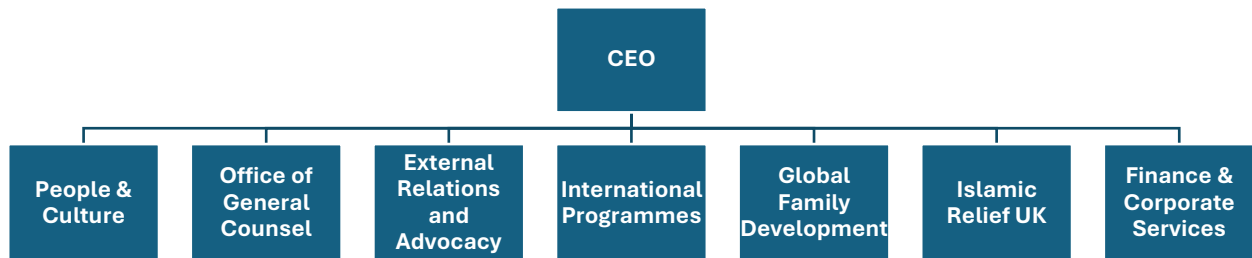 CEO
People &
Culture
Office of
General
Counsel
External
Relations
and
Advocacy
International
Programmes
Global
Family
Development
Islamic
Relief UK
Finance &
Corporate
Services